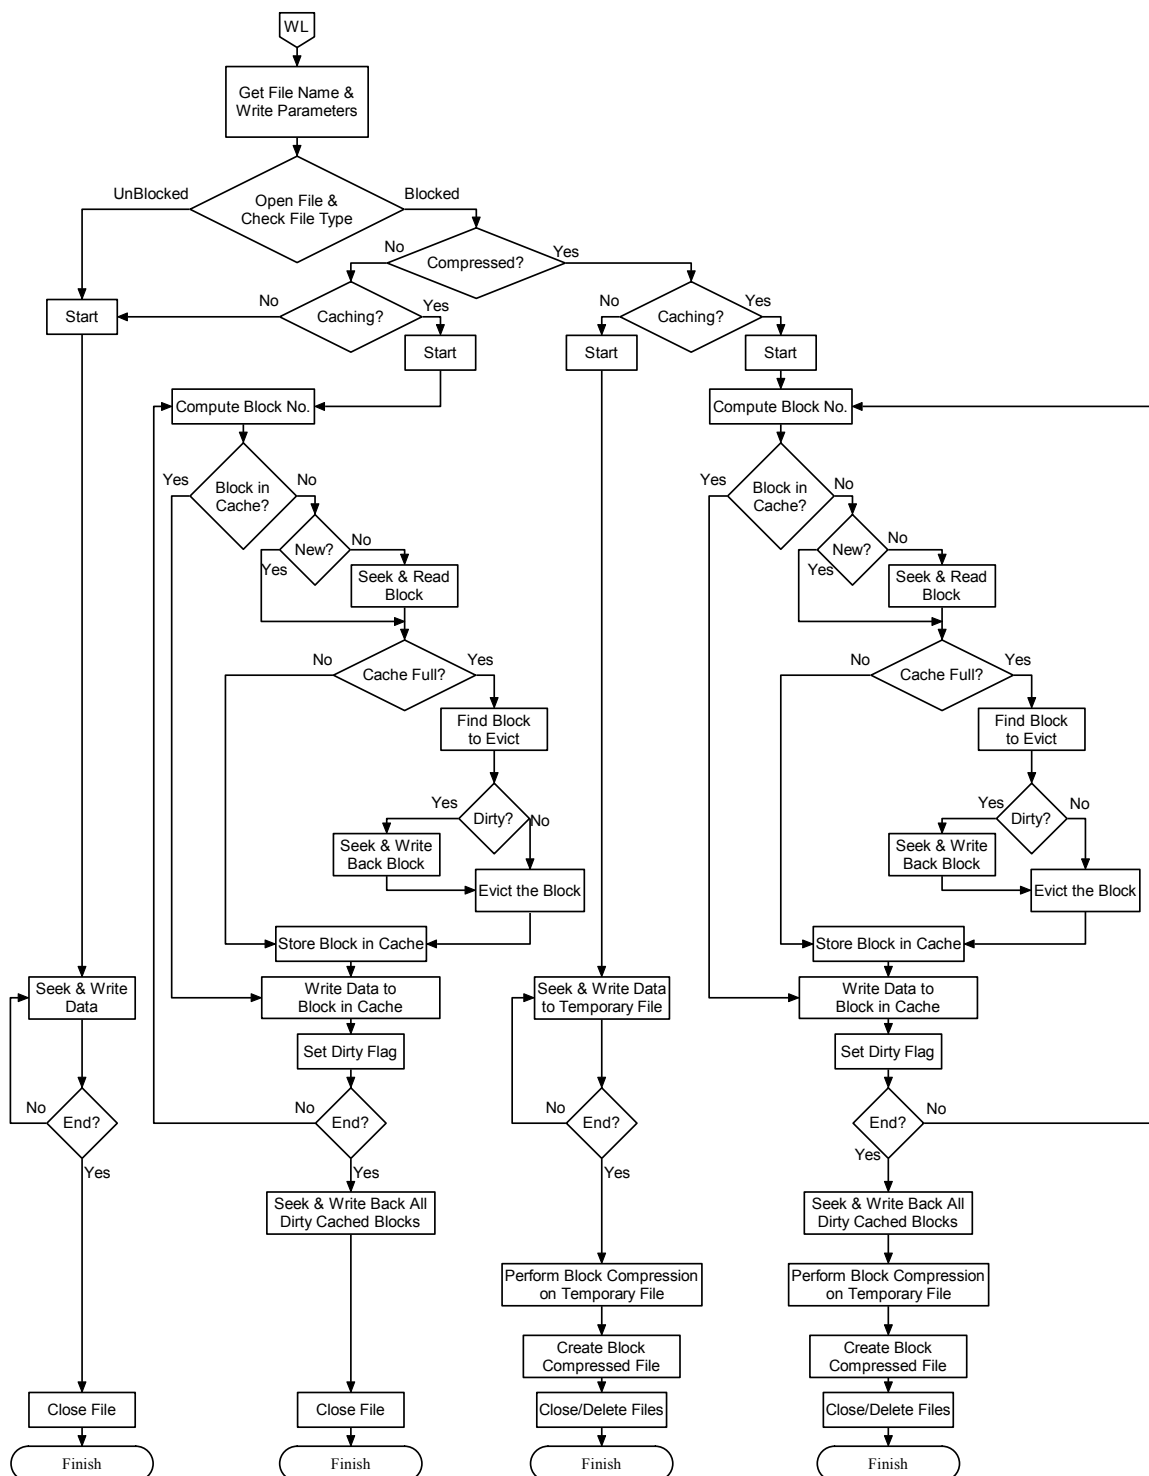 WL
Get File Name &
Write Parameters
UnBlocked
Open File &
Check File Type
Blocked
No
Compressed?
Yes
No
Caching?
Yes
No
Caching?
Yes
Start
Start
Start
Start
Compute Block No.
Compute Block No.
Yes
Block in
Cache?
No
Yes
Block in
Cache?
No
New?
No
Yes
New?
No
Yes
Seek & Read
Block
Seek & Read
Block
No
Cache Full?
Yes
No
Cache Full?
Yes
Find Block
to Evict
Find Block
to Evict
Yes
Dirty?
No
Yes
Dirty?
No
Seek & Write
Back Block
Seek & Write
Back Block
Evict the Block
Evict the Block
Store Block in Cache
Store Block in Cache
Seek & Write
Data
Write Data to
Block in Cache
Seek & Write Data
to Temporary File
Write Data to
Block in Cache
Set Dirty Flag
Set Dirty Flag
No
End?
Yes
No
End?
Yes
No
End?
Yes
No
End?
Yes
Seek & Write Back All
Dirty Cached Blocks
Seek & Write Back All
Dirty Cached Blocks
Perform Block Compression
on Temporary File
Perform Block Compression
on Temporary File
Create Block
Compressed File
Create Block
Compressed File
Close File
Close File
Close/Delete Files
Close/Delete Files
Finish
Finish
Finish
Finish